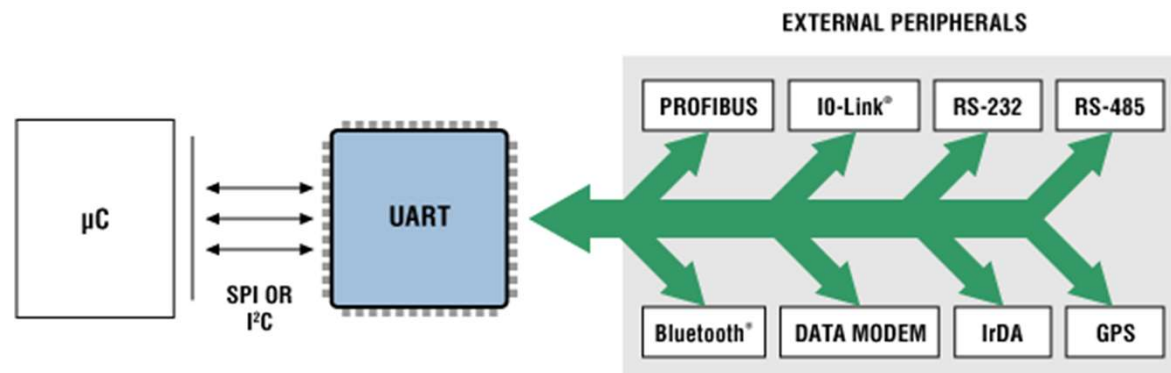 EXTERNAL PERIPHERALS
PROFIBUS
IO-Link®
RS-232
RS-485
µC
UART
SPI OR
I²C
Bluetooth®
DATA MODEM
IrDA
GPS